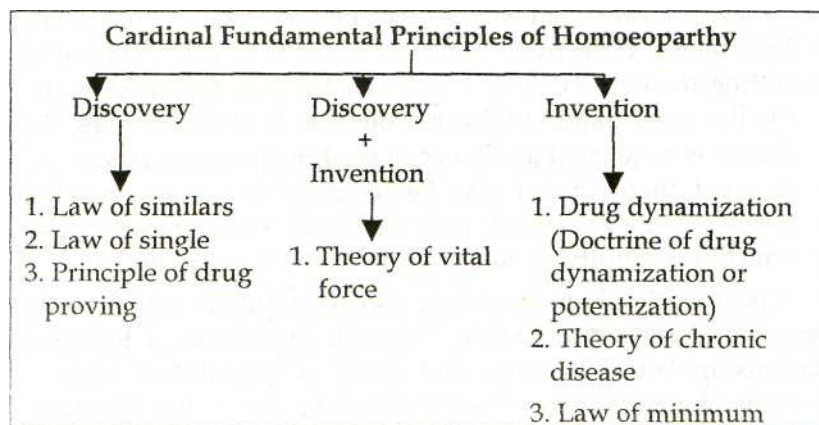 Cardinal Fundamental Principles of Homoeoparthy
Discovery
1. Law of similars
2. Law of single
3. Principle of drug
proving
Discovery
+
Invention
1. Theory of vital
force
Invention
1. Drug dynamization
(Doctrine of drug
dynamization or
potentization)
2. Theory of chronic
disease
3. Law of minimum